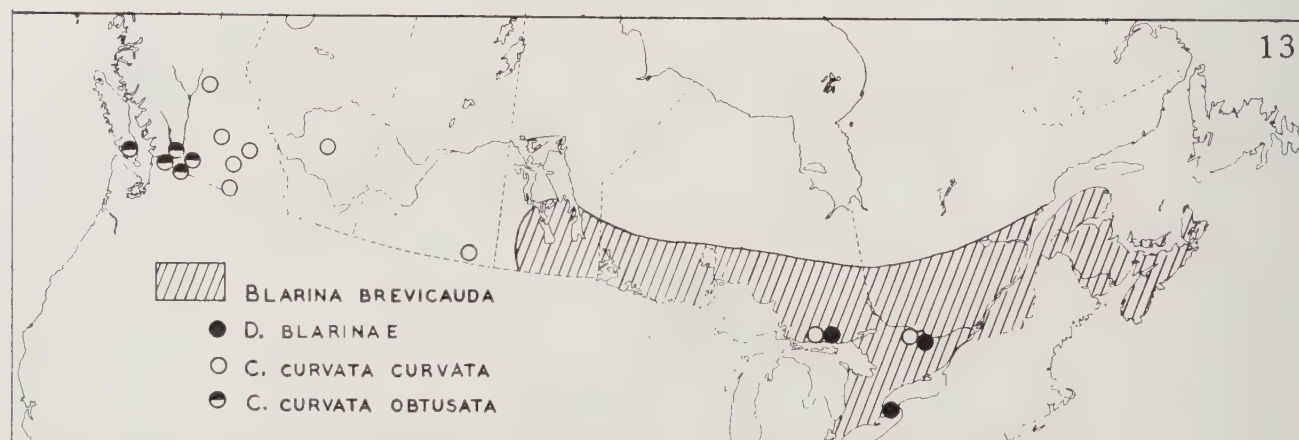 13
BLARINA BREVICAUDA
D. BLARINAE
C. CURVATA CURVATA
C. CURVATA OBTUSATA